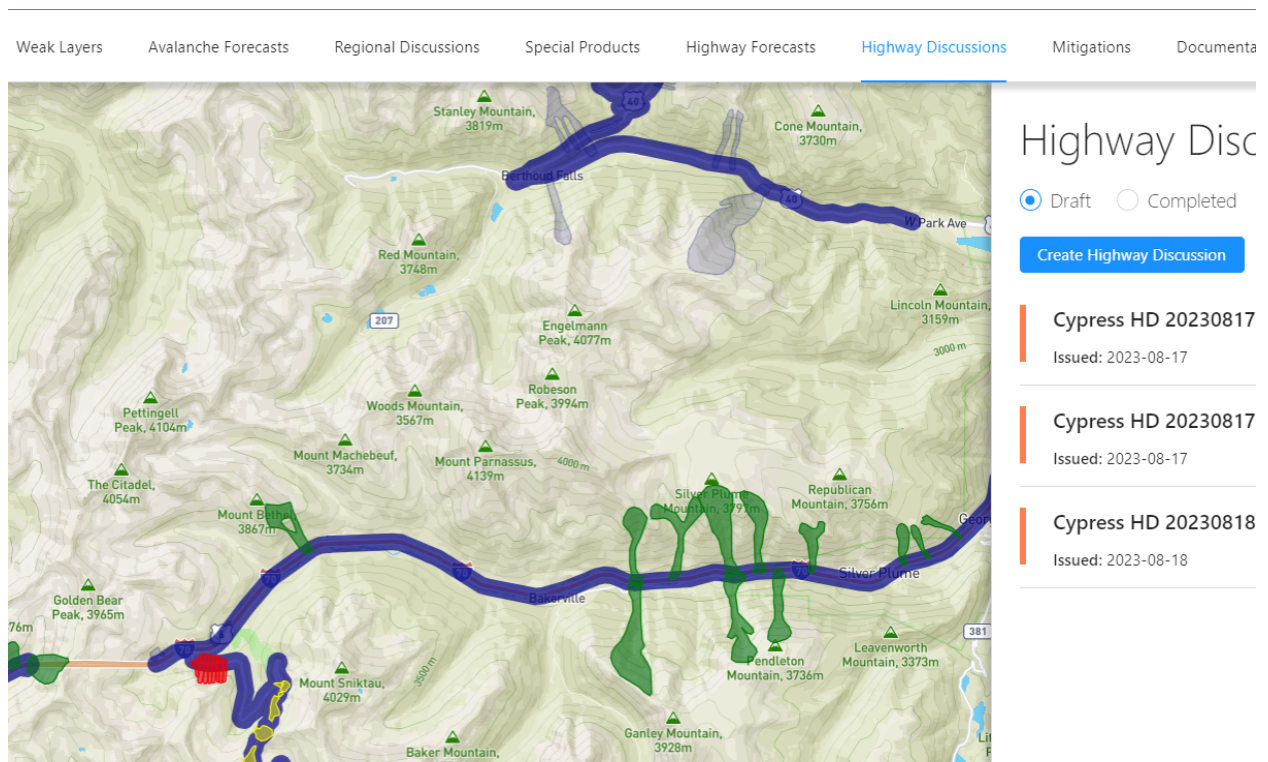 Weak Layers
Avalanche Forecasts
Regional Discussions
Special Products
Highway Forecasts
Highway Discussions
Mitigations
Documenta
Stanley Mountain,
3819m
40
Cone Mountain,
3730m
Berthoud Falls
40
W Park Ave
Red Mountain,
3748m
Lincoln Mountain,
3159m
207
Engelmann
Peak, 4077m
3000 m
Robeson
Peak, 3994m
Woods Mountain,
3567m
Pettingell
Peak, 4104m
Mount Machebeuf,
3734m
Mount Parnassus,
4139m
4000 m
The Citadel,
4054m
Mount Bethel
3867m
Silver Plume
Mountain, 3797m
Republican
Mountain, 3756m
Georg
70
70
70
Silver Plume
Bakerville
Golden Bear
Peak, 3965m
76m
6
70
381
Leavenworth
Mountain, 3373m
Pendleton
Mountain, 3736m
Mount Sniktau,
4029m
3500 m
Ganley Mountain,
3928m
Baker Mountain,
Highway Disc
Draft
Completed
Create Highway Discussion
Cypress HD 20230817
Issued: 2023-08-17
Cypress HD 20230817
Issued: 2023-08-17
Cypress HD 20230818
Issued: 2023-08-18